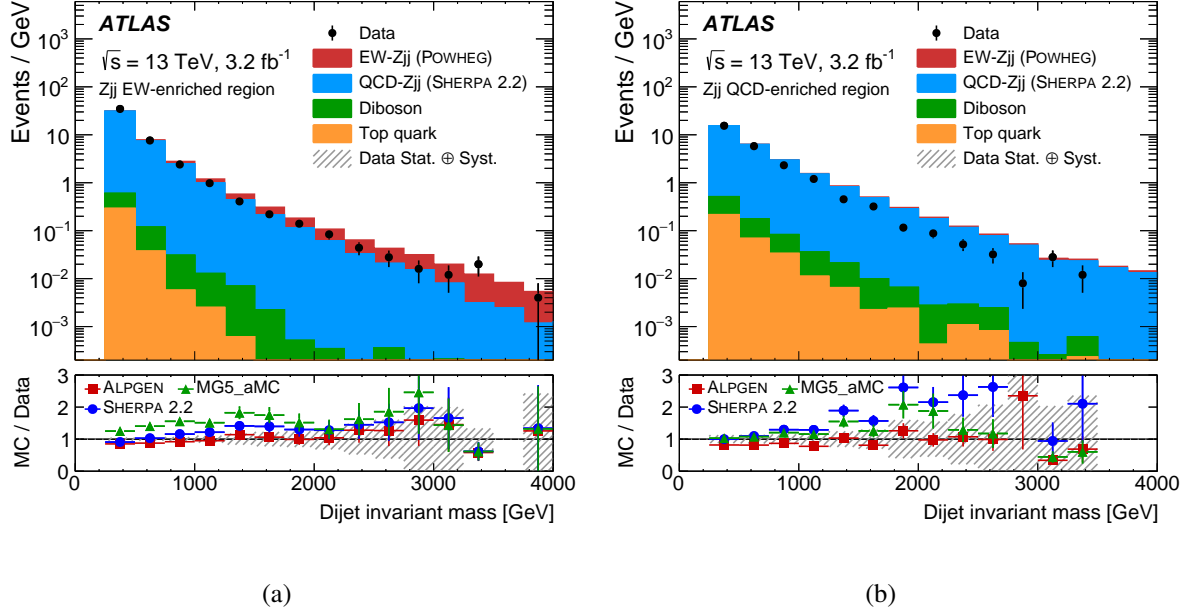 ATLAS
√s = 13 TeV, 3.2 fb⁻¹
Zjj EW-enriched region
Data
EW-Zjj (POWHEG)
QCD-Zjj (SHERPA 2.2)
Diboson
Top quark
Data Stat. ⊕ Syst.
Events / GeV
10³
10²
10
1
10⁻¹
10⁻²
10⁻³
ALPGEN MG5_aMC
SHERPA 2.2
MC / Data
3
2
1
0
0 1000 2000 3000 4000
Dijet invariant mass [GeV]
(a)
ATLAS
√s = 13 TeV, 3.2 fb⁻¹
Zjj QCD-enriched region
Data
EW-Zjj (POWHEG)
QCD-Zjj (SHERPA 2.2)
Diboson
Top quark
Data Stat. ⊕ Syst.
Events / GeV
10³
10²
10
1
10⁻¹
10⁻²
10⁻³
ALPGEN MG5_aMC
SHERPA 2.2
MC / Data
3
2
1
0
0 1000 2000 3000 4000
Dijet invariant mass [GeV]
(b)